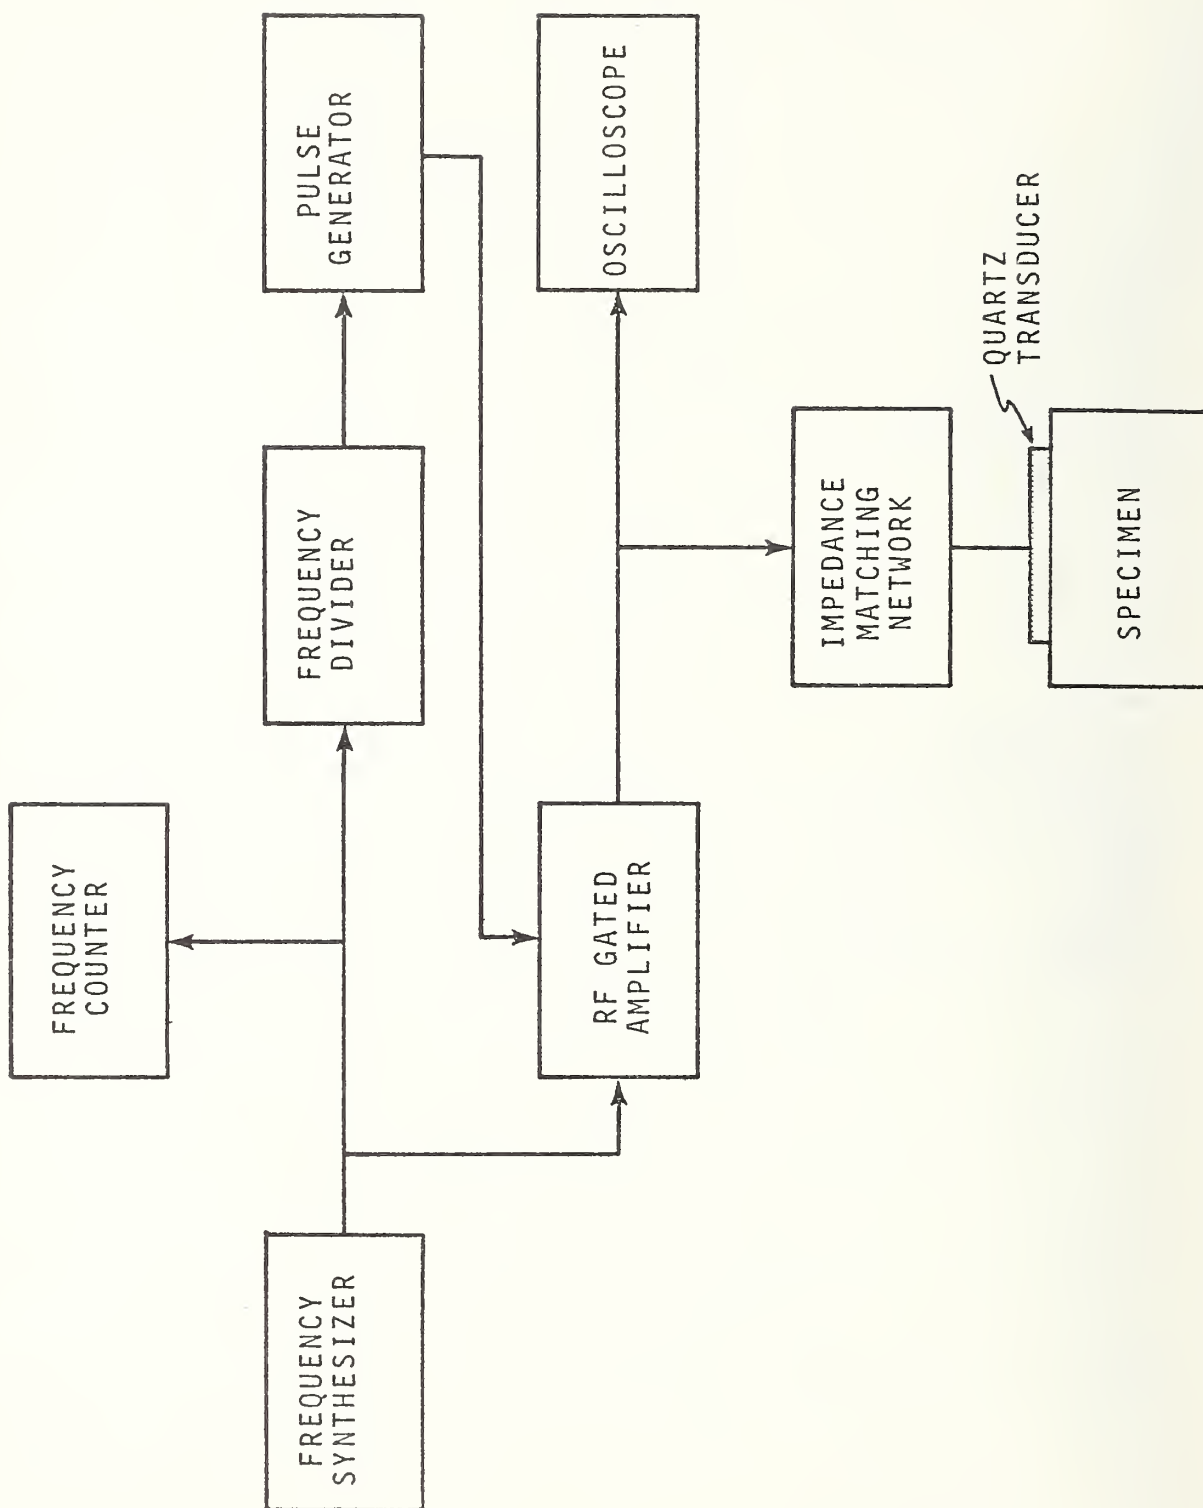 FREQUENCY
COUNTER
FREQUENCY
SYNTHESIZER
FREQUENCY
DIVIDER
PULSE
GENERATOR
RF GATED
AMPLIFIER
OSCILLOSCOPE
IMPEDANCE
MATCHING
NETWORK
QUARTZ
TRANSDUCER
SPECIMEN